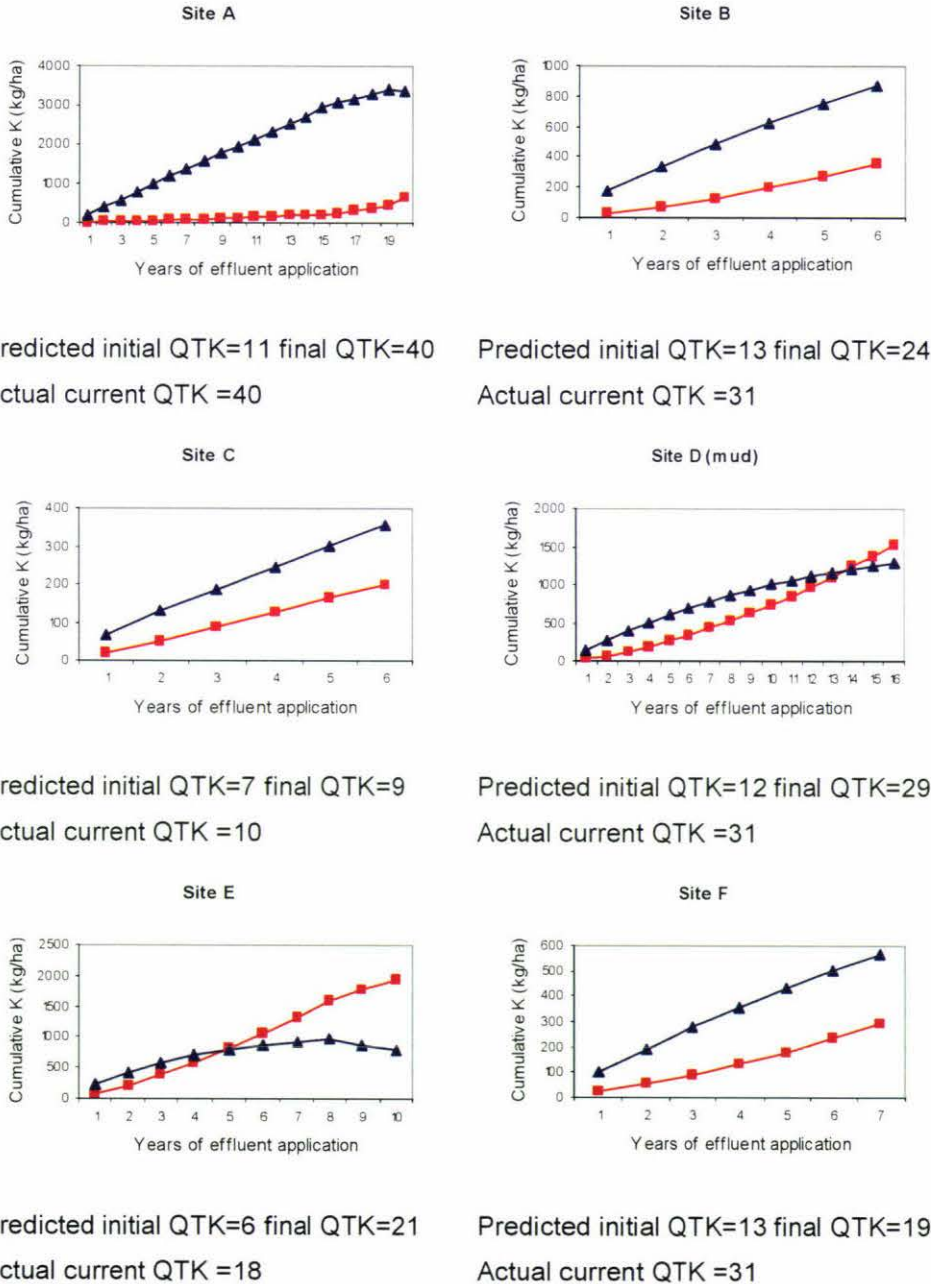 Site A
Cumulative K (kg/ha)
4000
3000
2000
1000
0
1 3 5 7 9 11 13 15 17 19
Years of effluent application
redicted initial QTK=11 final QTK=40
ctual current QTK =40
Site B
Cumulative K (kg/ha)
1000
800
600
400
200
0
1 2 3 4 5 6
Years of effluent application
Predicted initial QTK=13 final QTK=24
Actual current QTK =31
Site C
Cumulative K (kg/ha)
400
300
200
100
0
1 2 3 4 5 6
Years of effluent application
redicted initial QTK=7 final QTK=9
ctual current QTK =10
Site D (mud)
Cumulative K (kg/ha)
2000
1500
1000
500
0
1 2 3 4 5 6 7 8 9 10 11 12 13 14 15 16
Years of effluent application
Predicted initial QTK=12 final QTK=29
Actual current QTK =31
Site E
Cumulative K (kg/ha)
2500
2000
1500
1000
500
0
1 2 3 4 5 6 7 8 9 10
Years of effluent application
redicted initial QTK=6 final QTK=21
ctual current QTK =18
Site F
Cumulative K (kg/ha)
600
500
400
300
200
100
0
1 2 3 4 5 6 7
Years of effluent application
Predicted initial QTK=13 final QTK=19
Actual current QTK =31